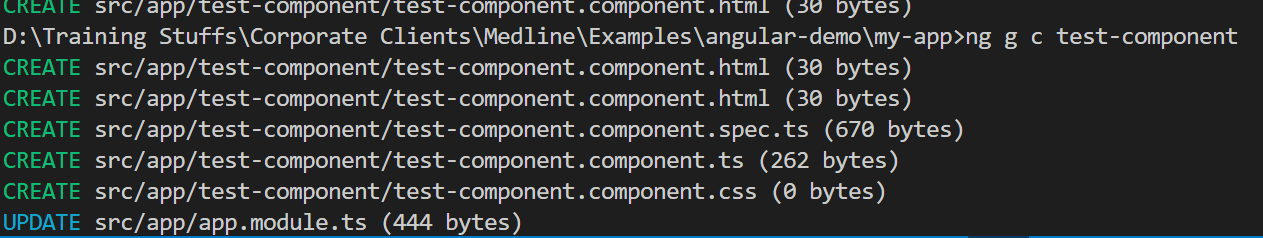 CREATE src/app/test-component/test-component.component.html (30 bytes)
D:\Training Stuffs\Corporate Clients\Medline\Examples\angular-demo\my-app>ng g c test-component
CREATE src/app/test-component/test-component.component.html (30 bytes)
CREATE src/app/test-component/test-component.component.html (30 bytes)
CREATE src/app/test-component/test-component.component.spec.ts (670 bytes)
CREATE src/app/test-component/test-component.component.ts (262 bytes)
CREATE src/app/test-component/test-component.component.css (0 bytes)
UPDATE src/app/app.module.ts (444 bytes)